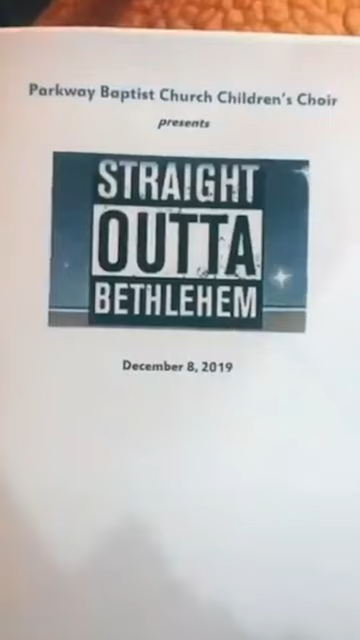 Parkway Baptist Church Children's Choir
presents
STRAIGHT
OUTTA
BETHLEHEM
December 8, 2019